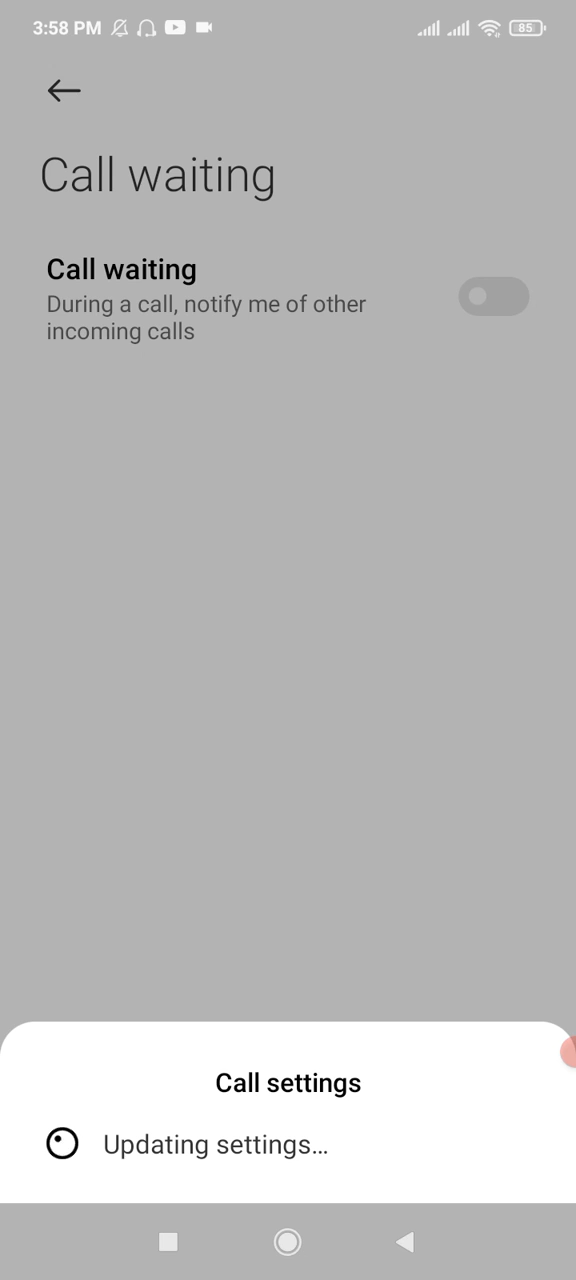 3:58 PM
85
Call waiting
Call waiting
During a call, notify me of other
incoming calls
Call settings
Updating settings...